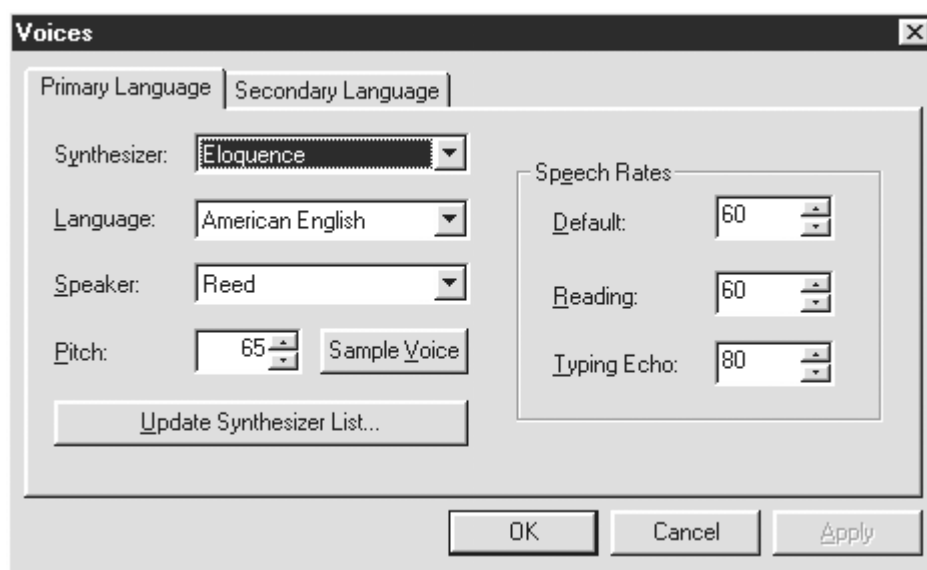 Voices
Primary Language Secondary Language
Synthesizer: Eloquence
Language: American English
Speaker: Reed
Pitch: 65 Sample Voice
Update Synthesizer List...
Speech Rates
Default: 60
Reading: 60
Typing Echo: 80
OK Cancel Apply